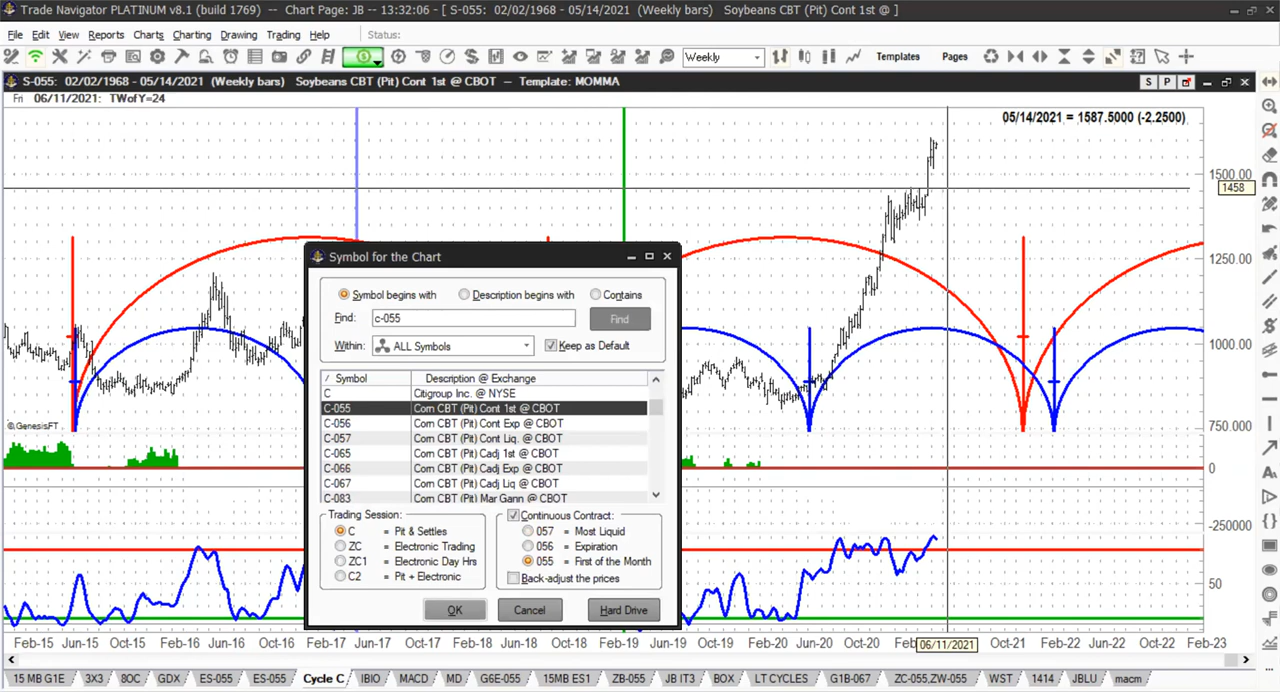 Trade Navigator PLATINUM v8.1 (build 1769) -- Chart Page: JB -- 13:32:06 -- [ S-055: 02/02/1968 - 05/14/2021 (Weekly bars) Soybeans CBT (Pit) Cont 1st @ ]
File Edit View Reports Charts Charting Drawing Trading Help Status:
Weekly Templates Pages
S-055: 02/02/1968 - 05/14/2021 (Weekly bars) Soybeans CBT (Pit) Cont 1st @ CBOT -- Template: MOMMA S P
Fri 06/11/2021: TWofY=24
05/14/2021 = 1587.5000 (-2.2500)
1500.00
1458
1250.00
1000.00
750.000
©GenesisFT
0
-250000
50
Symbol for the Chart
Symbol begins with Description begins with Contains
Find: c-055 Find
Within: ALL Symbols Keep as Default
/ Symbol Description @ Exchange
C Citigroup Inc. @ NYSE
C-055 Corn CBT (Pit) Cont 1st @ CBOT
C-056 Corn CBT (Pit) Cont Exp @ CBOT
C-057 Corn CBT (Pit) Cont Liq. @ CBOT
C-065 Corn CBT (Pit) Cadj 1st @ CBOT
C-066 Corn CBT (Pit) Cadj Exp @ CBOT
C-067 Corn CBT (Pit) Cadj Liq @ CBOT
C-083 Corn CBT (Pit) Mar Gann @ CBOT
Trading Session: Continuous Contract:
C = Pit & Settles 057 = Most Liquid
ZC = Electronic Trading 056 = Expiration
ZC1 = Electronic Day Hrs 055 = First of the Month
C2 = Pit + Electronic Back-adjust the prices
OK Cancel Hard Drive
Feb-15 Jun-15 Oct-15 Feb-16 Jun-16 Oct-16 Feb-17 Jun-17 Oct-17 Feb-18 Jun-18 Oct-18 Feb-19 Jun-19 Oct-19 Feb-20 Jun-20 Oct-20 Feb 06/11/2021 Oct-21 Feb-22 Jun-22 Oct-22 Feb-23
15 MB G1E 3X3 8OC GDX ES-055 ES-055 Cycle C IBIO MACD MD G6E-055 15MB ES1 ZB-055 JB IT3 BOX LT CYCLES G1B-067 ZC-055,ZW-055 WST 1414 JBLU macm